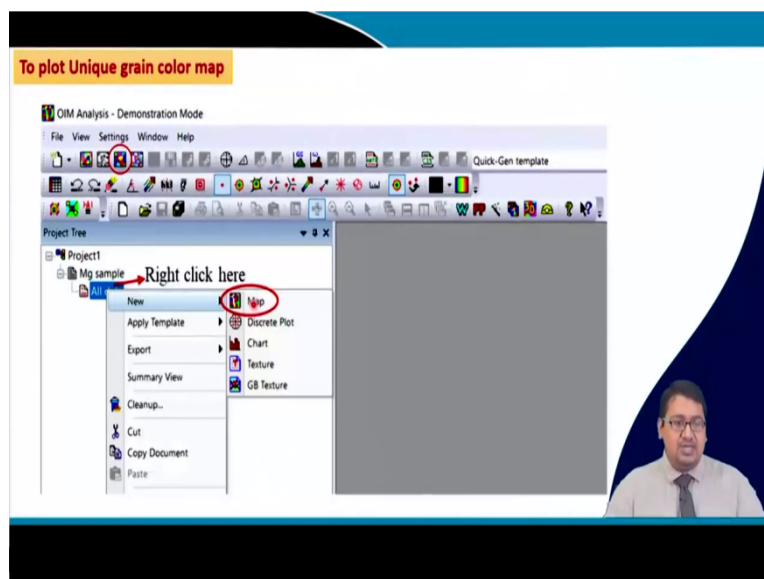 To plot Unique grain color map
OIM Analysis - Demonstration Mode
File View Settings Window Help
Quick-Gen template
Project Tree
Project1
Mg sample
Right click here
All
New
Map
Apply Template
Discrete Plot
Export
Chart
Texture
Summary View
GB Texture
Cleanup...
Cut
Copy Document
Paste